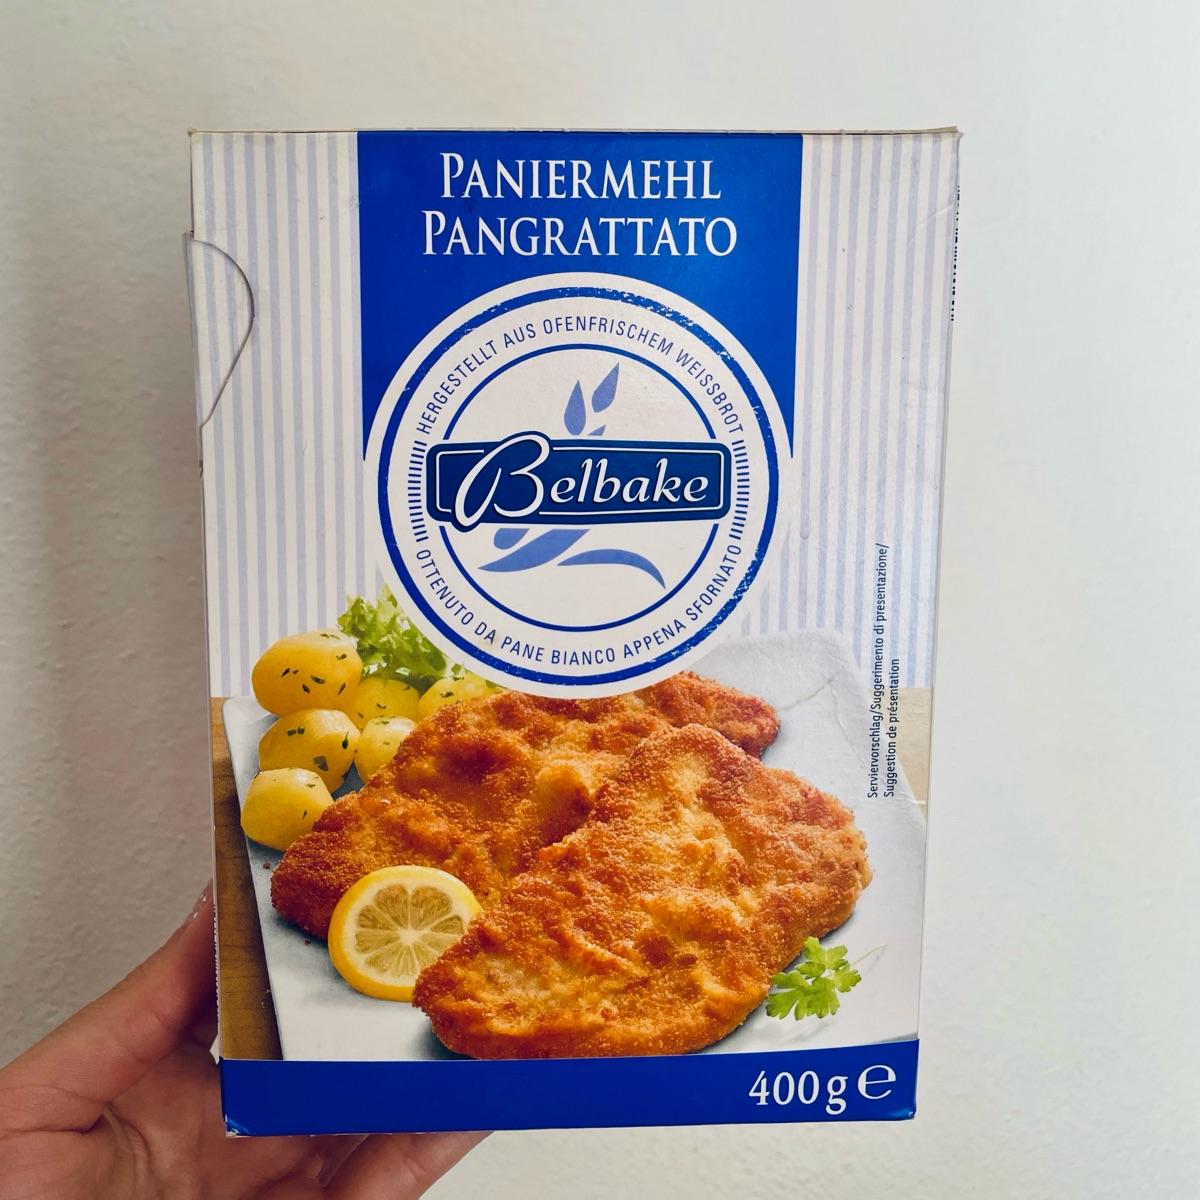 PANIERMEHL
PANGRATTATO
HERGESTELLT AUS OFENFRISCHEM WEISSBROT
Belbake
OTTENUTO DA PANE BIANCO APPENA SFORNATO
Serviervorschlag/Suggerimento di presentazione/
Suggestion de présentation
400g e